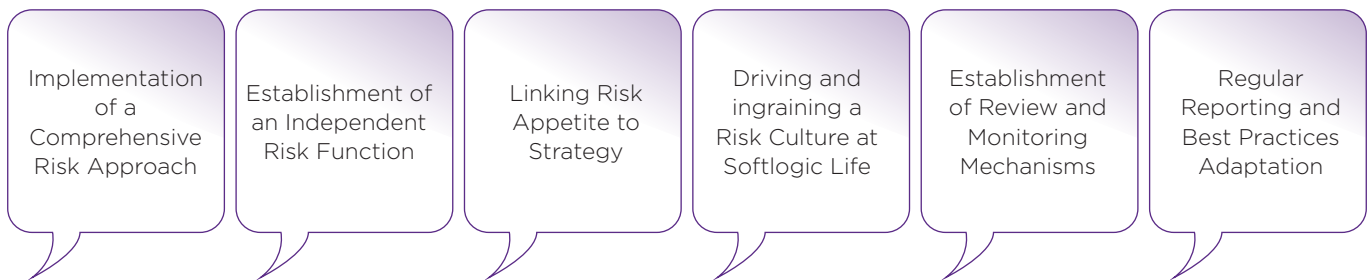 Implementation
of a
Comprehensive
Risk Approach
Establishment of
an Independent
Risk Function
Linking Risk
Appetite to
Strategy
Driving and
ingraining a
Risk Culture at
Softlogic Life
Establishment
of Review and
Monitoring
Mechanisms
Regular
Reporting and
Best Practices
Adaptation